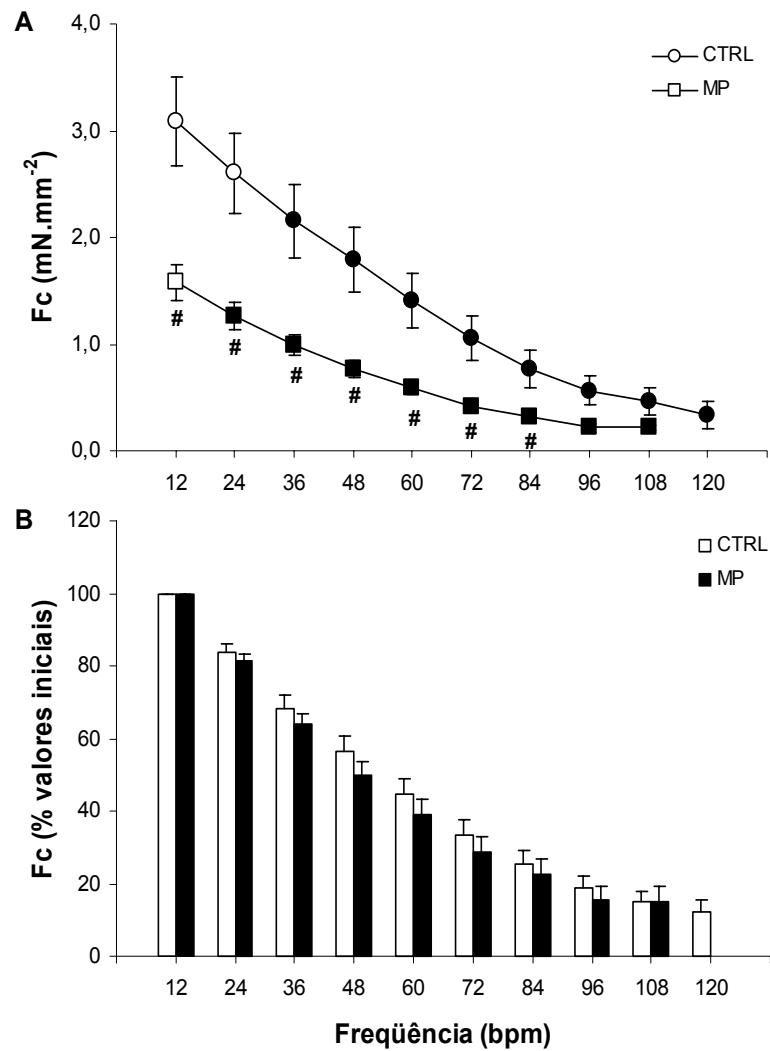 A
4,0
3,0
2,0
1,0
0,0
Fc (mN.mm-2)
CTRL
MP
# # # # # # #
12 24 36 48 60 72 84 96 108 120
B
120
100
80
60
40
20
0
Fc (% valores iniciais)
CTRL
MP
12 24 36 48 60 72 84 96 108 120
Freqüência (bpm)